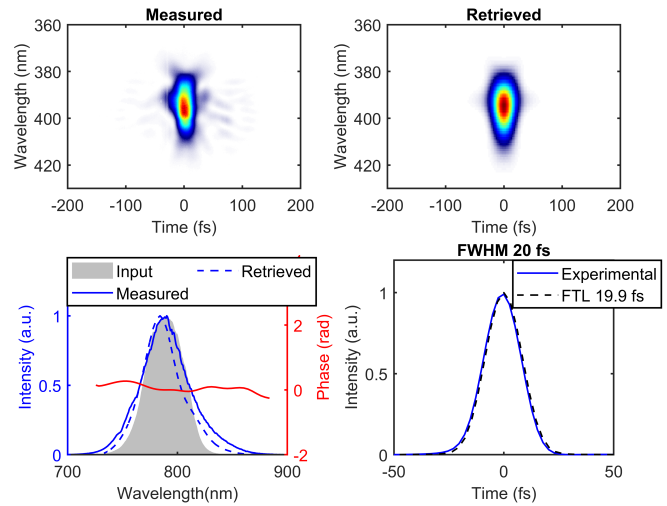 Measured
360
380
400
420
Wavelength (nm)
-200 -100 0 100 200
Time (fs)
Retrieved
360
380
400
420
Wavelength (nm)
-200 -100 0 100 200
Time (fs)
Input
Retrieved
Measured
1
0.5
0
Intensity (a.u.)
2
0
-2
Phase (rad)
700 800 900
Wavelength(nm)
FWHM 20 fs
Experimental
FTL 19.9 fs
1
0.5
0
Intensity (a.u.)
-50 0 50
Time (fs)